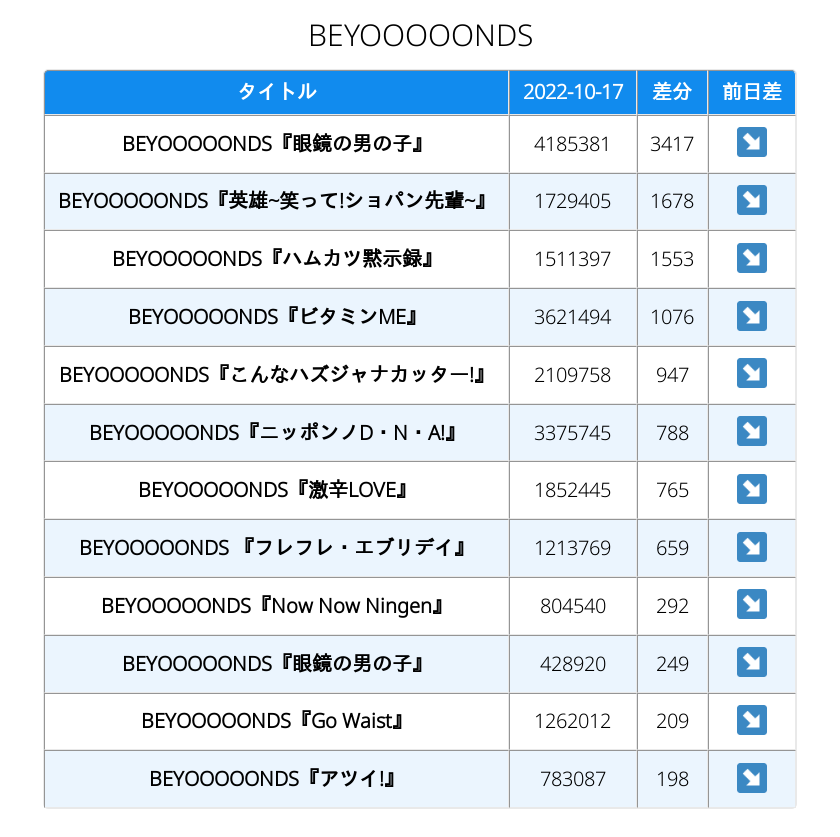 BEYOOOOONDS
タイトル 2022-10-17 差分 前日差
BEYOOOOONDS『眼鏡の男の子』 4185381 3417
BEYOOOOONDS『英雄~笑って!ショパン先輩~』 1729405 1678
BEYOOOOONDS『ハムカツ黙示録』 1511397 1553
BEYOOOOONDS『ビタミンME』 3621494 1076
BEYOOOOONDS『こんなハズジャナカッター!』 2109758 947
BEYOOOOONDS『ニッポンノD・N・A!』 3375745 788
BEYOOOOONDS『激辛LOVE』 1852445 765
BEYOOOOONDS 『フレフレ・エブリデイ』 1213769 659
BEYOOOOONDS『Now Now Ningen』 804540 292
BEYOOOOONDS『眼鏡の男の子』 428920 249
BEYOOOOONDS『Go Waist』 1262012 209
BEYOOOOONDS『アツイ!』 783087 198